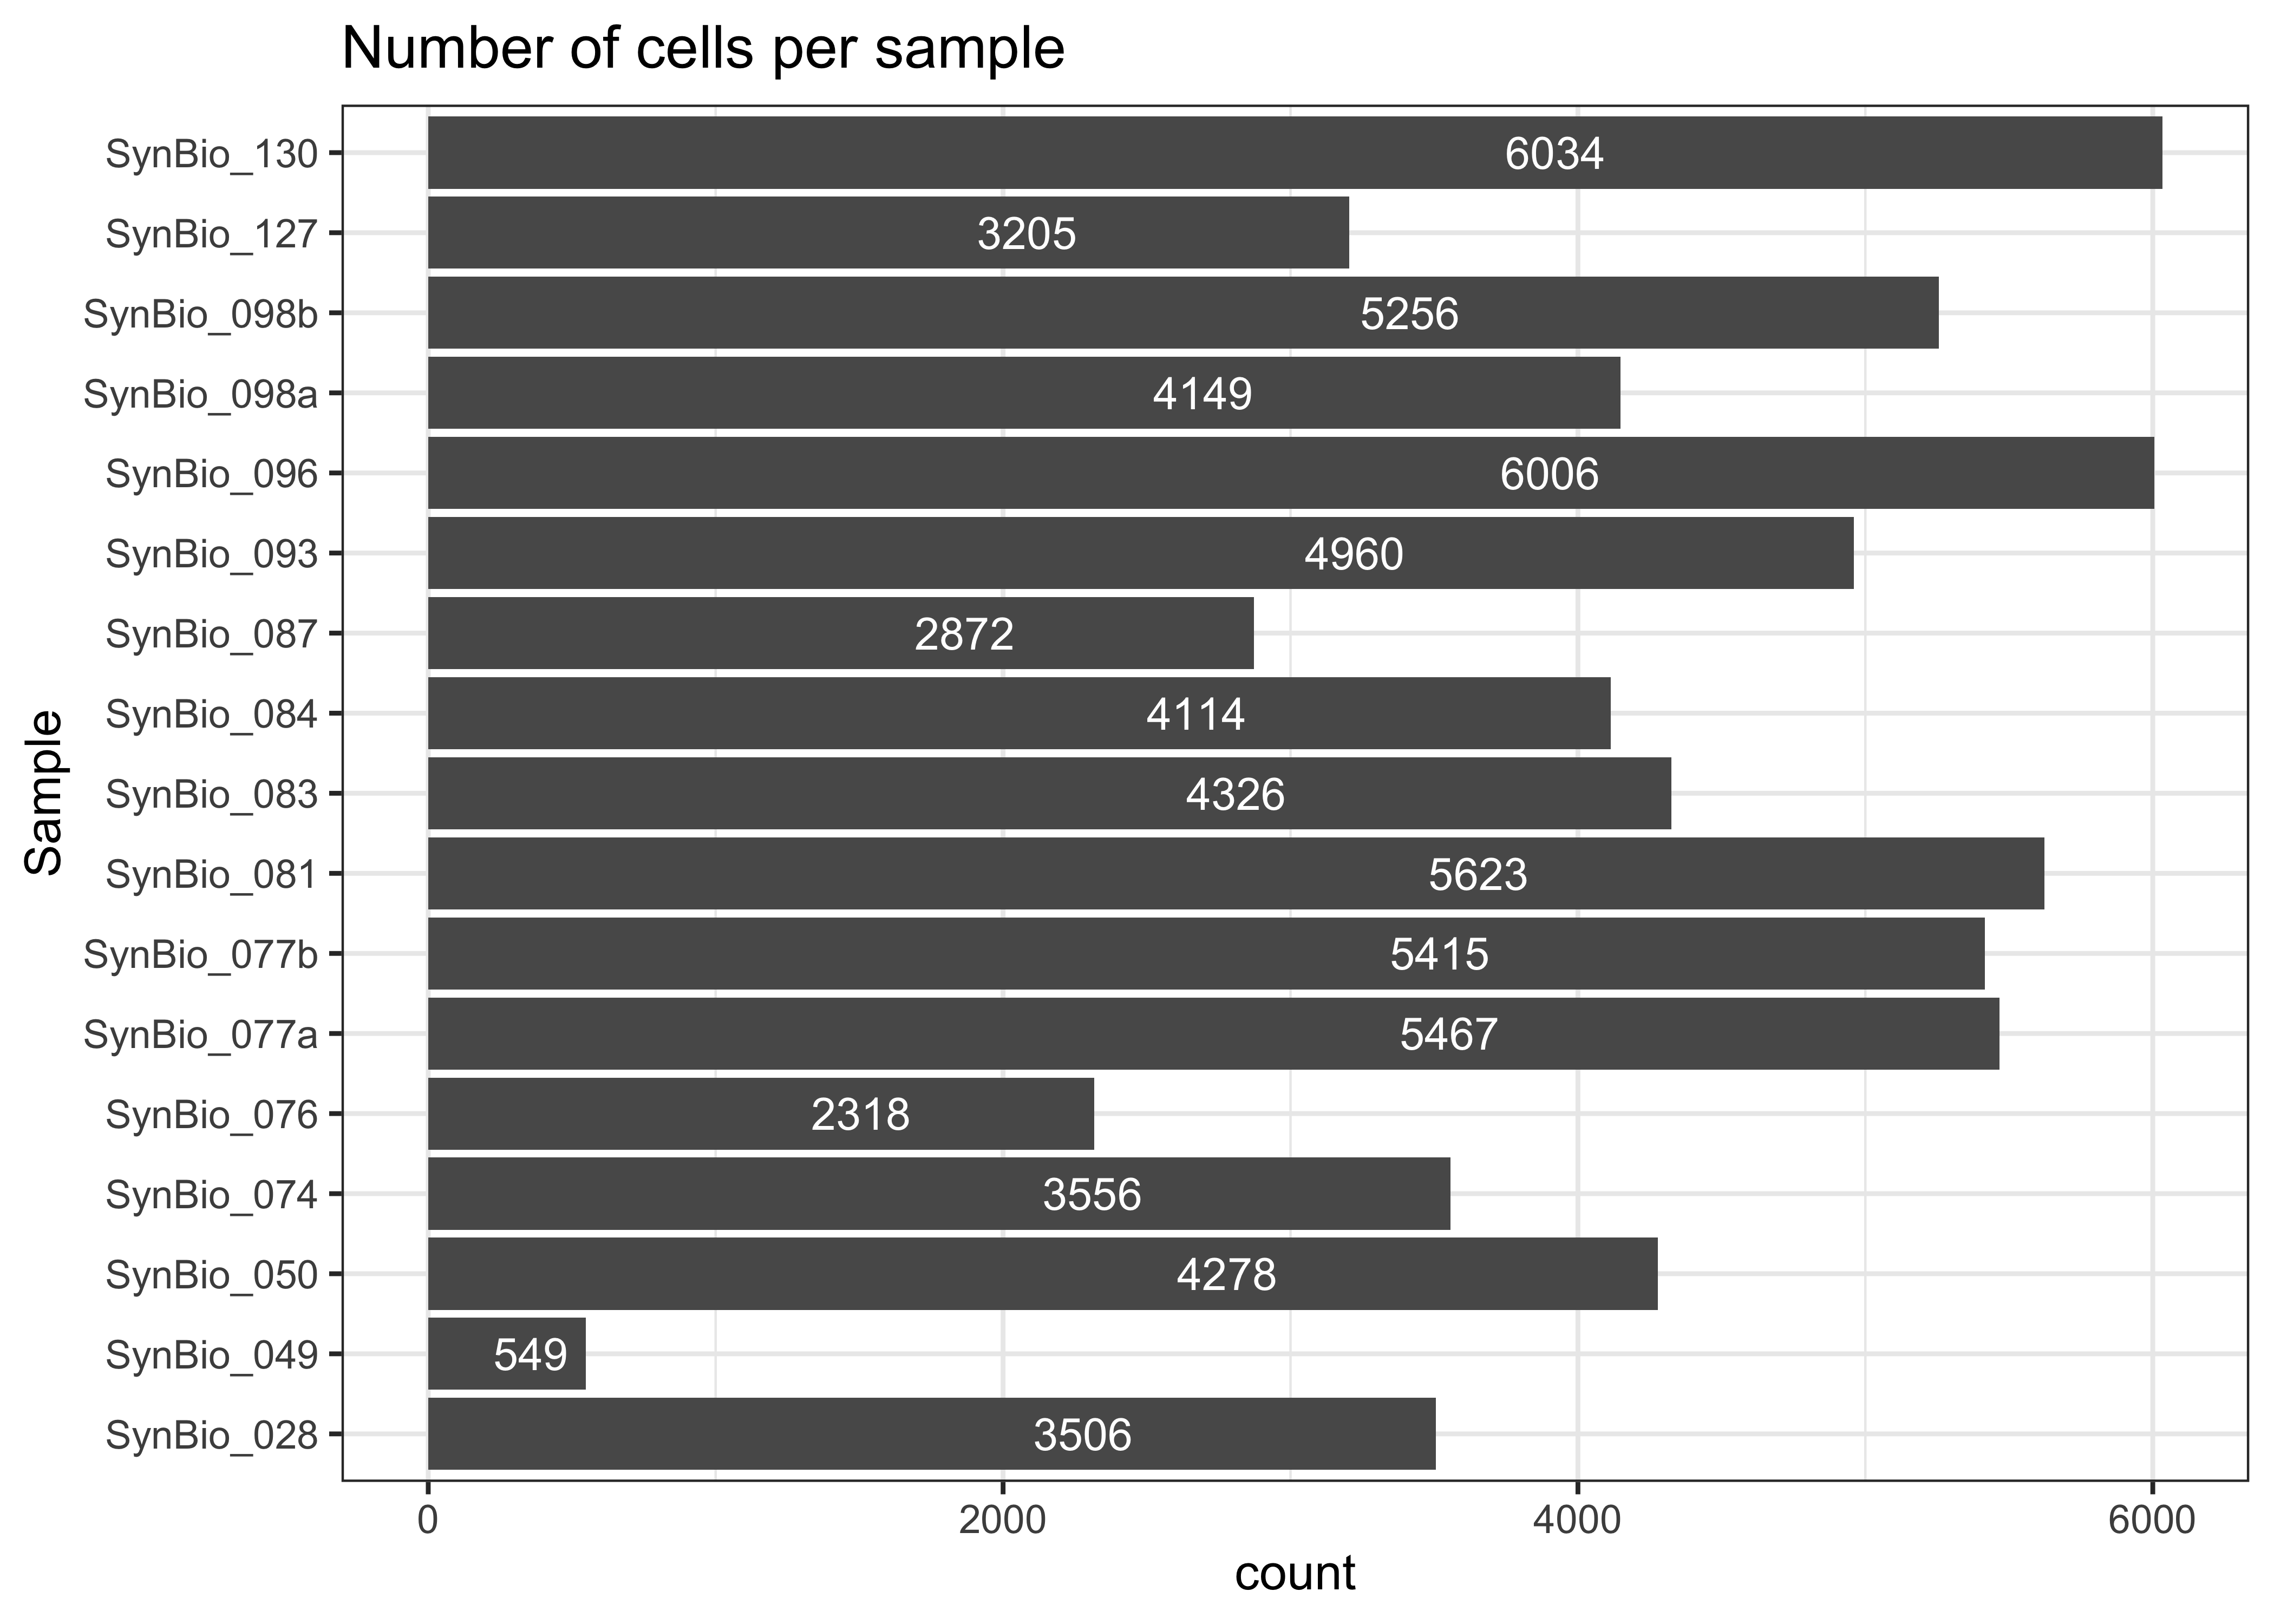 Number of cells per sample
SynBio_130 6034
SynBio_127 3205
SynBio_098b 5256
SynBio_098a 4149
SynBio_096 6006
SynBio_093 4960
SynBio_087 2872
SynBio_084 4114
SynBio_083 4326
SynBio_081 5623
SynBio_077b 5415
SynBio_077a 5467
SynBio_076 2318
SynBio_074 3556
SynBio_050 4278
SynBio_049 549
SynBio_028 3506
Sample
0 2000 4000 6000
count